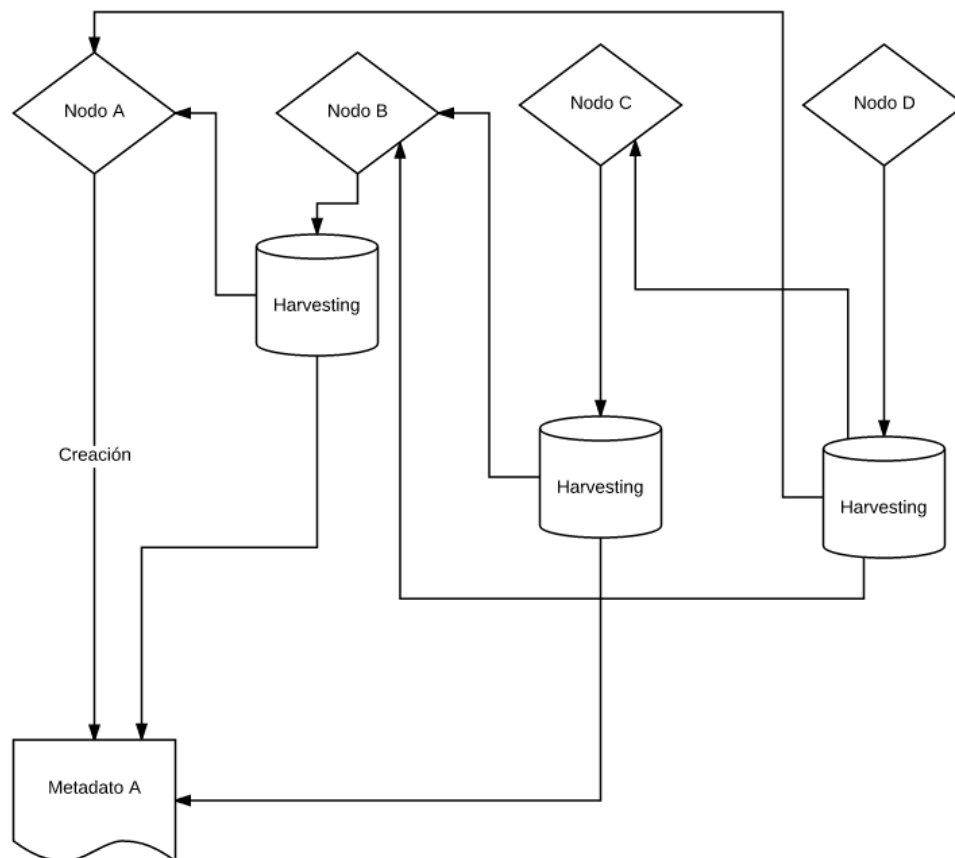 Nodo A
Nodo B
Nodo C
Nodo D
Harvesting
Creación
Harvesting
Harvesting
Metadato A